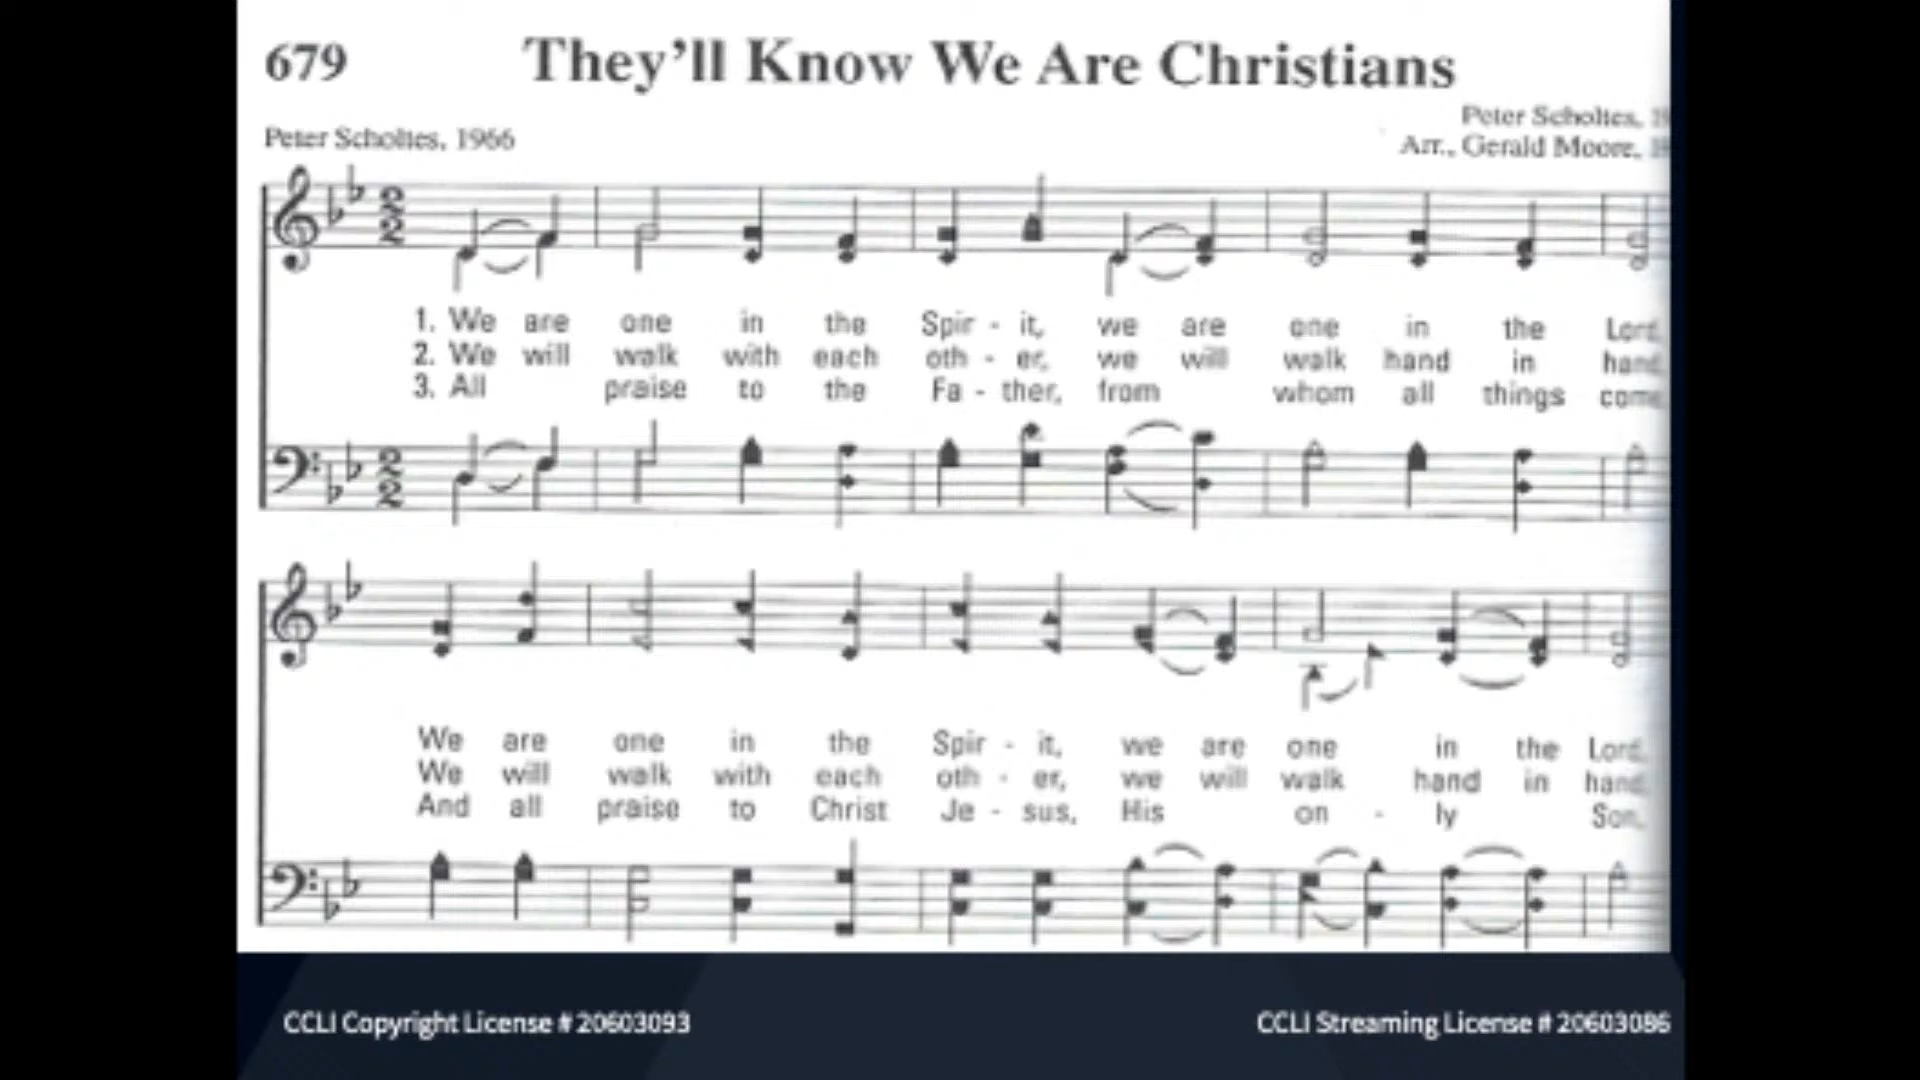 679 They'll Know We Are Christians
Peter Scholtes,
Peter Scholtes, 1966
Arr., Gerald Moore,
1. We are one in the Spir - it, we are one in the Lord,
2. We will walk with each oth - er, we will walk hand in hand,
3. All praise to the Fa - ther, from whom all things come
We are one in the Spir - it, we are one in the Lord,
We will walk with each oth - er, we will walk hand in hand,
And all praise to Christ Je - sus, His on - ly Son,
CCLI Copyright License # 20603093
CCLI Streaming License # 20603086